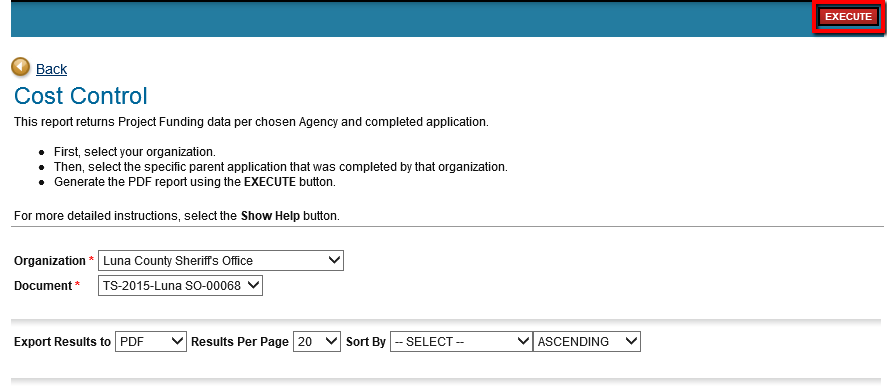 EXECUTE
Back
Cost Control
This report returns Project Funding data per chosen Agency and completed application.
First, select your organization.
Then, select the specific parent application that was completed by that organization.
Generate the PDF report using the EXECUTE button.
For more detailed instructions, select the Show Help button.
Organization * Luna County Sheriff's Office
Document * TS-2015-Luna SO-00068
Export Results to PDF Results Per Page 20 Sort By -- SELECT -- ASCENDING